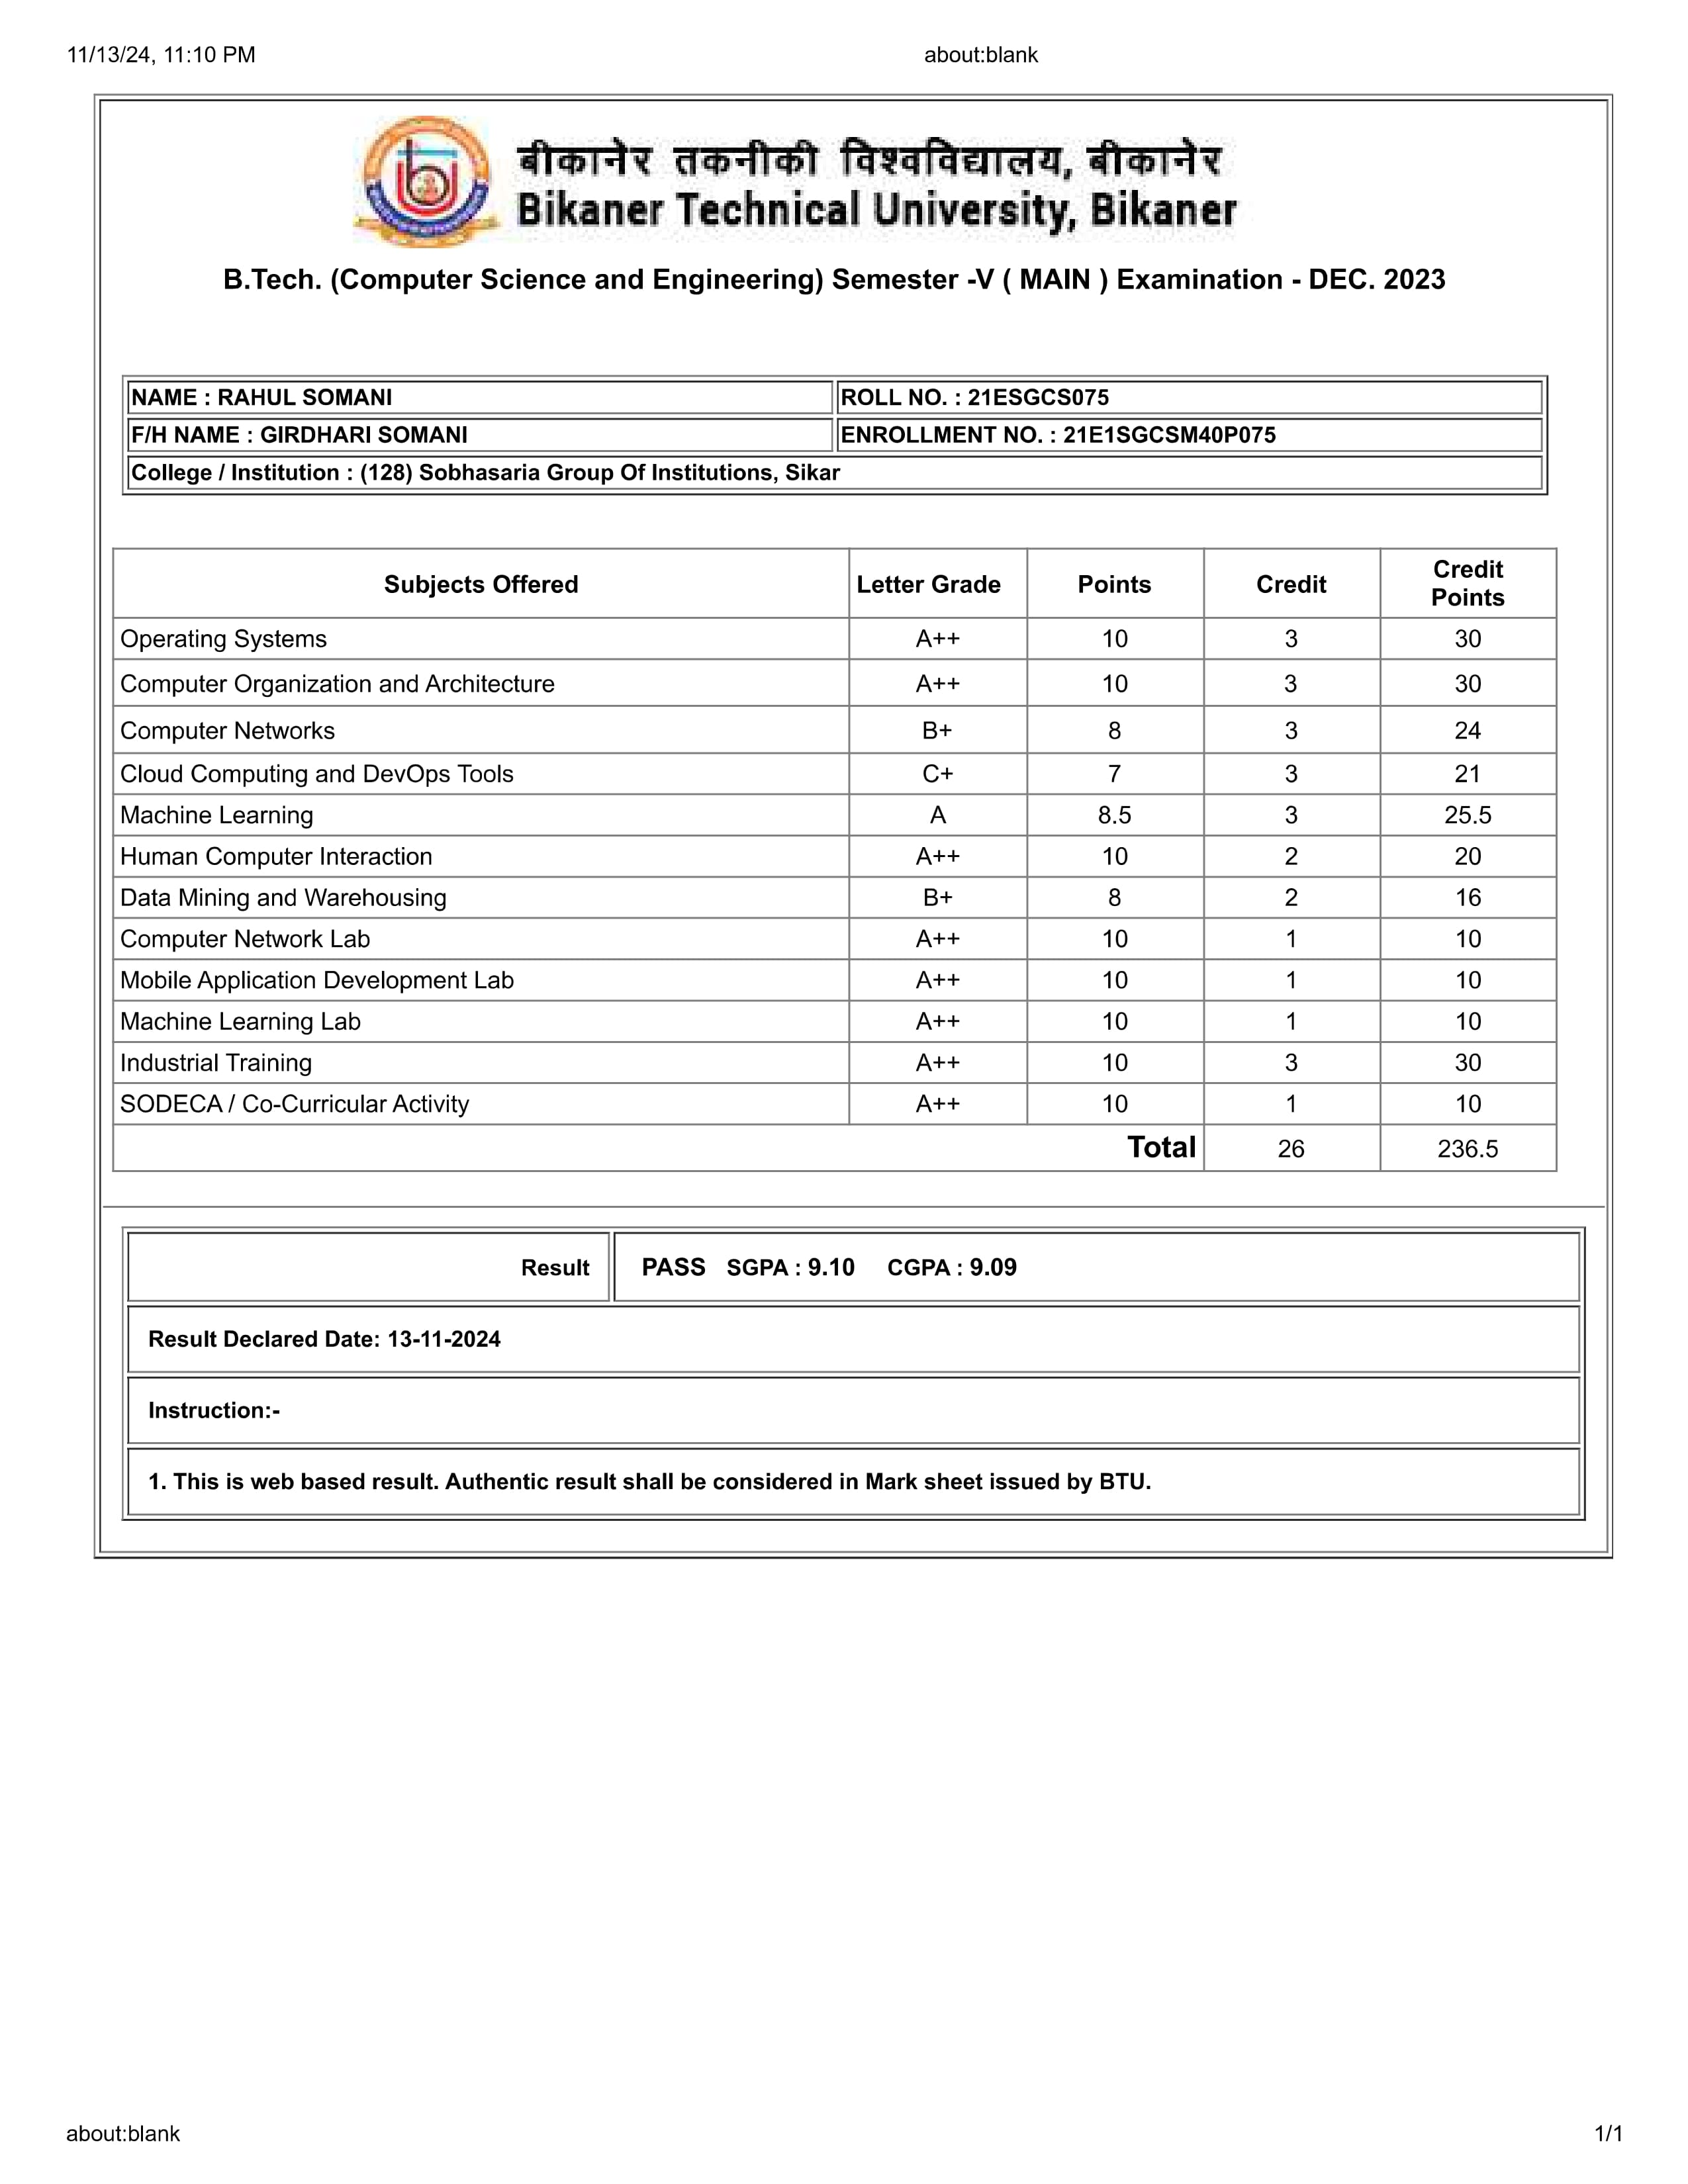 11/13/24, 11:10 PM about:blank
बीकानेर तकनीकी विश्वविद्यालय, बीकानेर
Bikaner Technical University, Bikaner
B.Tech. (Computer Science and Engineering) Semester -V ( MAIN ) Examination - DEC. 2023
NAME : RAHUL SOMANI ROLL NO. : 21ESGCS075
F/H NAME : GIRDHARI SOMANI ENROLLMENT NO. : 21E1SGCSM40P075
College / Institution : (128) Sobhasaria Group Of Institutions, Sikar
Subjects Offered Letter Grade Points Credit Credit Points
Operating Systems A++ 10 3 30
Computer Organization and Architecture A++ 10 3 30
Computer Networks B+ 8 3 24
Cloud Computing and DevOps Tools C+ 7 3 21
Machine Learning A 8.5 3 25.5
Human Computer Interaction A++ 10 2 20
Data Mining and Warehousing B+ 8 2 16
Computer Network Lab A++ 10 1 10
Mobile Application Development Lab A++ 10 1 10
Machine Learning Lab A++ 10 1 10
Industrial Training A++ 10 3 30
SODECA / Co-Curricular Activity A++ 10 1 10
Total 26 236.5
Result PASS SGPA : 9.10 CGPA : 9.09
Result Declared Date: 13-11-2024
Instruction:-
1. This is web based result. Authentic result shall be considered in Mark sheet issued by BTU.
about:blank 1/1